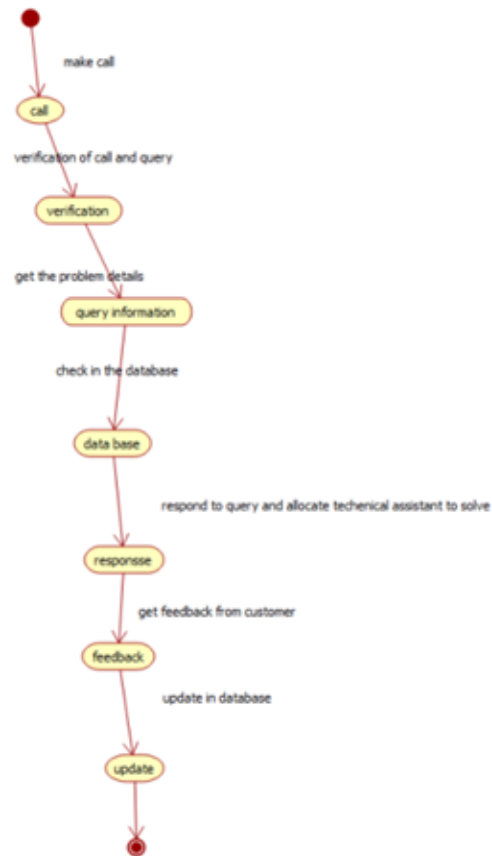 make call
call
verification of call and query
verification
get the problem details
query information
check in the database
data base
respond to query and allocate techenical assistant to solve
responsse
get feedback from customer
feedback
update in database
update